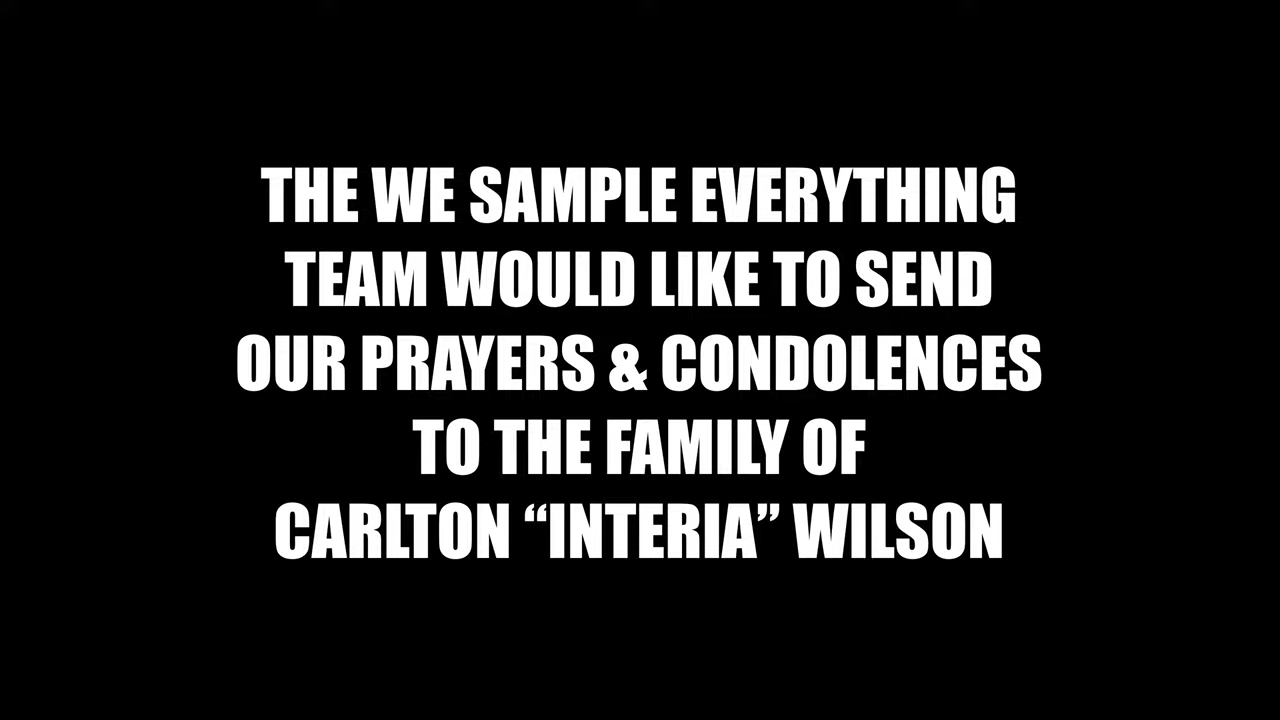 THE WE SAMPLE EVERYTHING
TEAM WOULD LIKE TO SEND
OUR PRAYERS & CONDOLENCES
TO THE FAMILY OF
CARLTON “INTERIA” WILSON